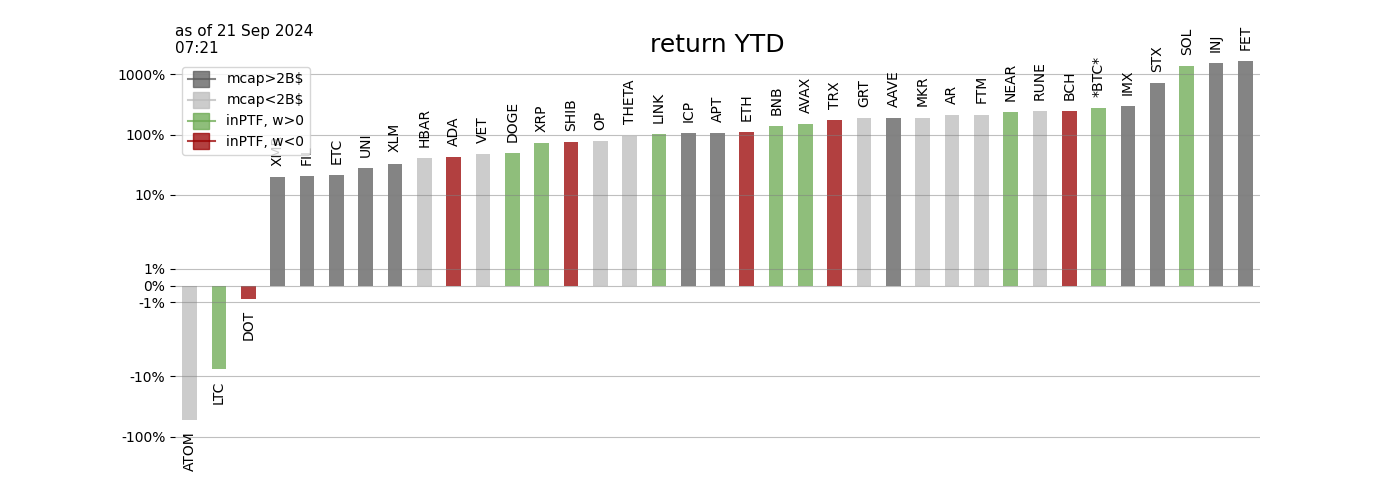 as of 21 Sep 2024
07:21
return YTD
mcap>2B$
mcap<2B$
inPTF, w>0
inPTF, w<0
1000%
100%
10%
1%
0%
-1%
-10%
-100%
ATOM
LTC
DOT
ETC
UNI
XLM
HBAR
ADA
VET
DOGE
XRP
SHIB
OP
THETA
LINK
ICP
APT
ETH
BNB
AVAX
TRX
GRT
AAVE
MKR
AR
FTM
NEAR
RUNE
BCH
*BTC*
IMX
STX
SOL
INJ
FET